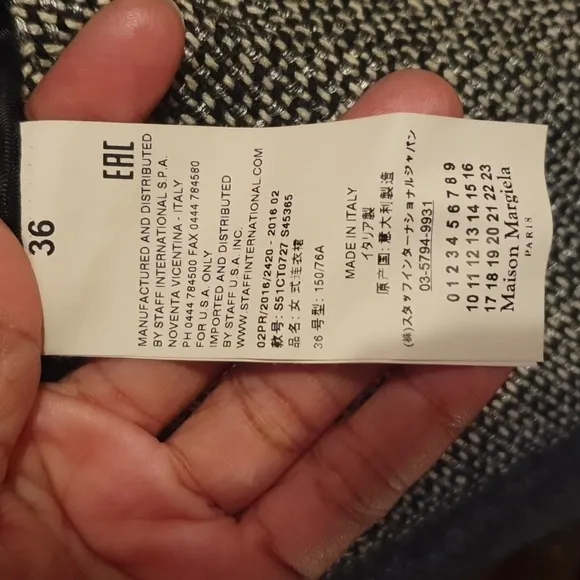 36
EAC
MANUFACTURED AND DISTRIBUTED
BY STAFF INTERNATIONAL S.P.A.
NOVENTA VICENTINA - ITALY
PH 0444 784500 FAX 0444 784580
FOR U.S.A. ONLY
IMPORTED AND DISTRIBUTED
BY STAFF U.S.A. INC.
WWW.STAFFINTERNATIONAL.COM
02PR/2016/2420 - 2016 02
款号: S51CT0727 S45365
品名: 女式连衣裙
36 号型: 150/76A
MADE IN ITALY
イタリア製
原产国: 意大利製造
(株)スタッフインターナショナルジャパン
03-5794-9931
0 1 2 3 4 5 6 7 8 9
10 11 12 13 14 15 16
17 18 19 20 21 22 23
Maison Margiela
PARIS